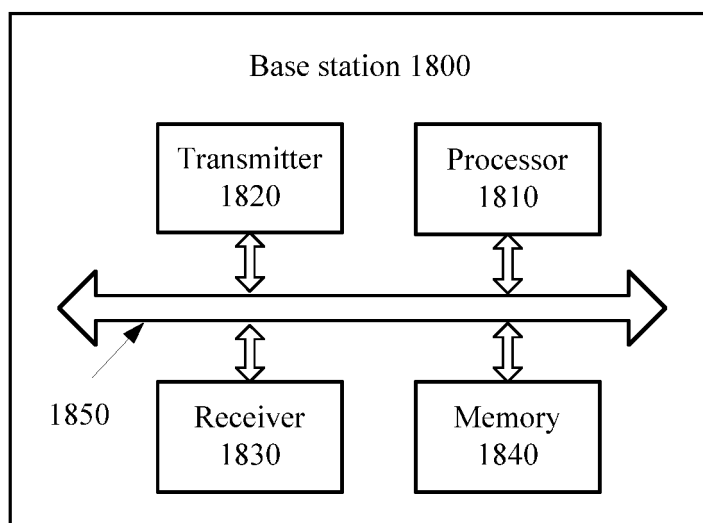 Base station 1800
Transmitter
1820
Processor
1810
1850
Receiver
1830
Memory
1840